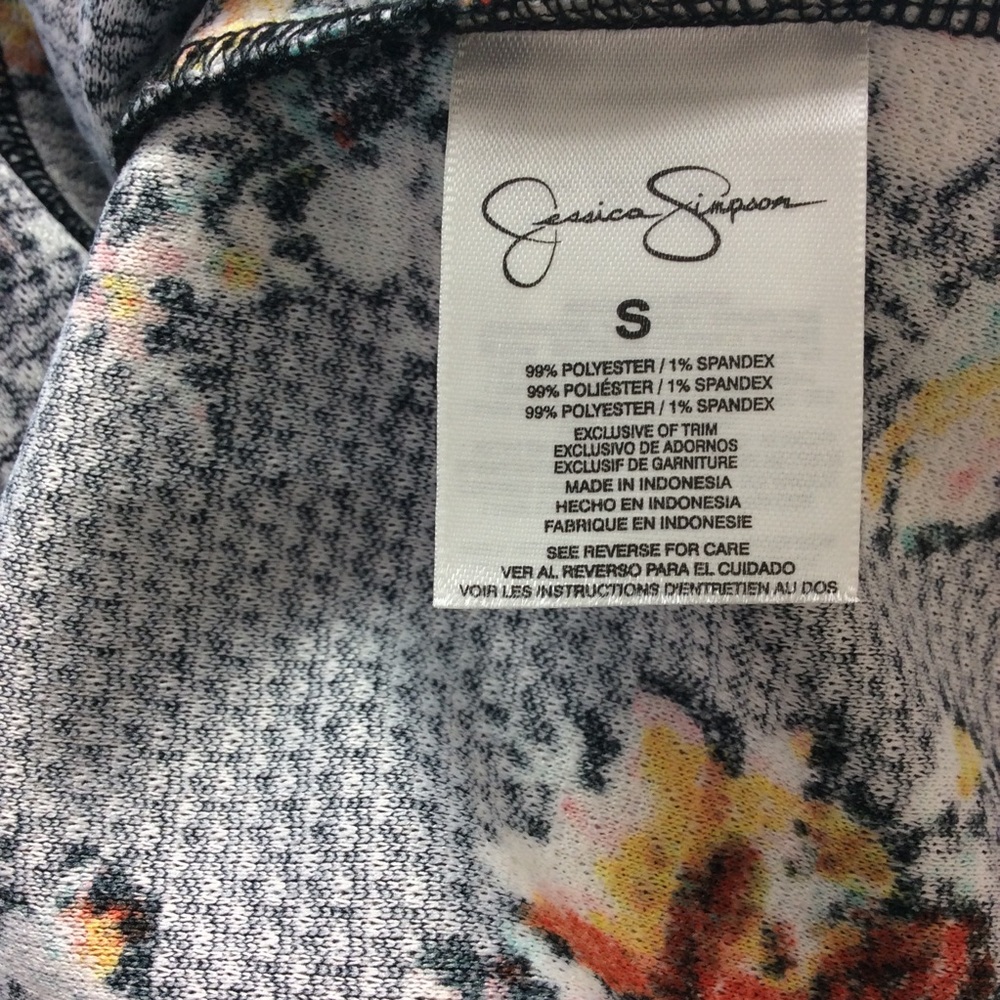 Jessica Simpson
S
99% POLYESTER / 1% SPANDEX
99% POLIÉSTER / 1% SPANDEX
99% POLYESTER / 1% SPANDEX
EXCLUSIVE OF TRIM
EXCLUSIVO DE ADORNOS
EXCLUSIF DE GARNITURE
MADE IN INDONESIA
HECHO EN INDONESIA
FABRIQUE EN INDONESIE
SEE REVERSE FOR CARE
VER AL REVERSO PARA EL CUIDADO
VOIR LES INSTRUCTIONS D'ENTRETIEN AU DOS